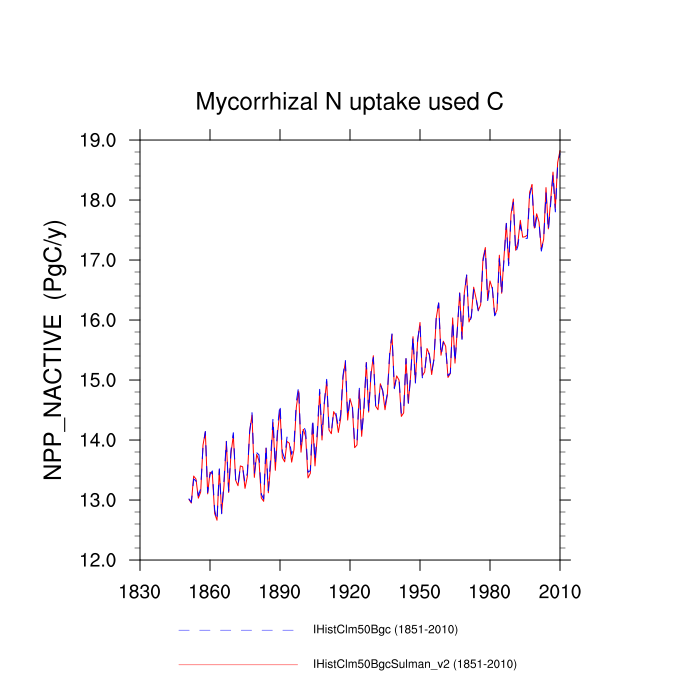 Mycorrhizal N uptake used C
NPP_NACTIVE (PgC/y)
19.0
18.0
17.0
16.0
15.0
14.0
13.0
12.0
1830 1860 1890 1920 1950 1980 2010
IHistClm50Bgc (1851-2010)
IHistClm50BgcSulman_v2 (1851-2010)